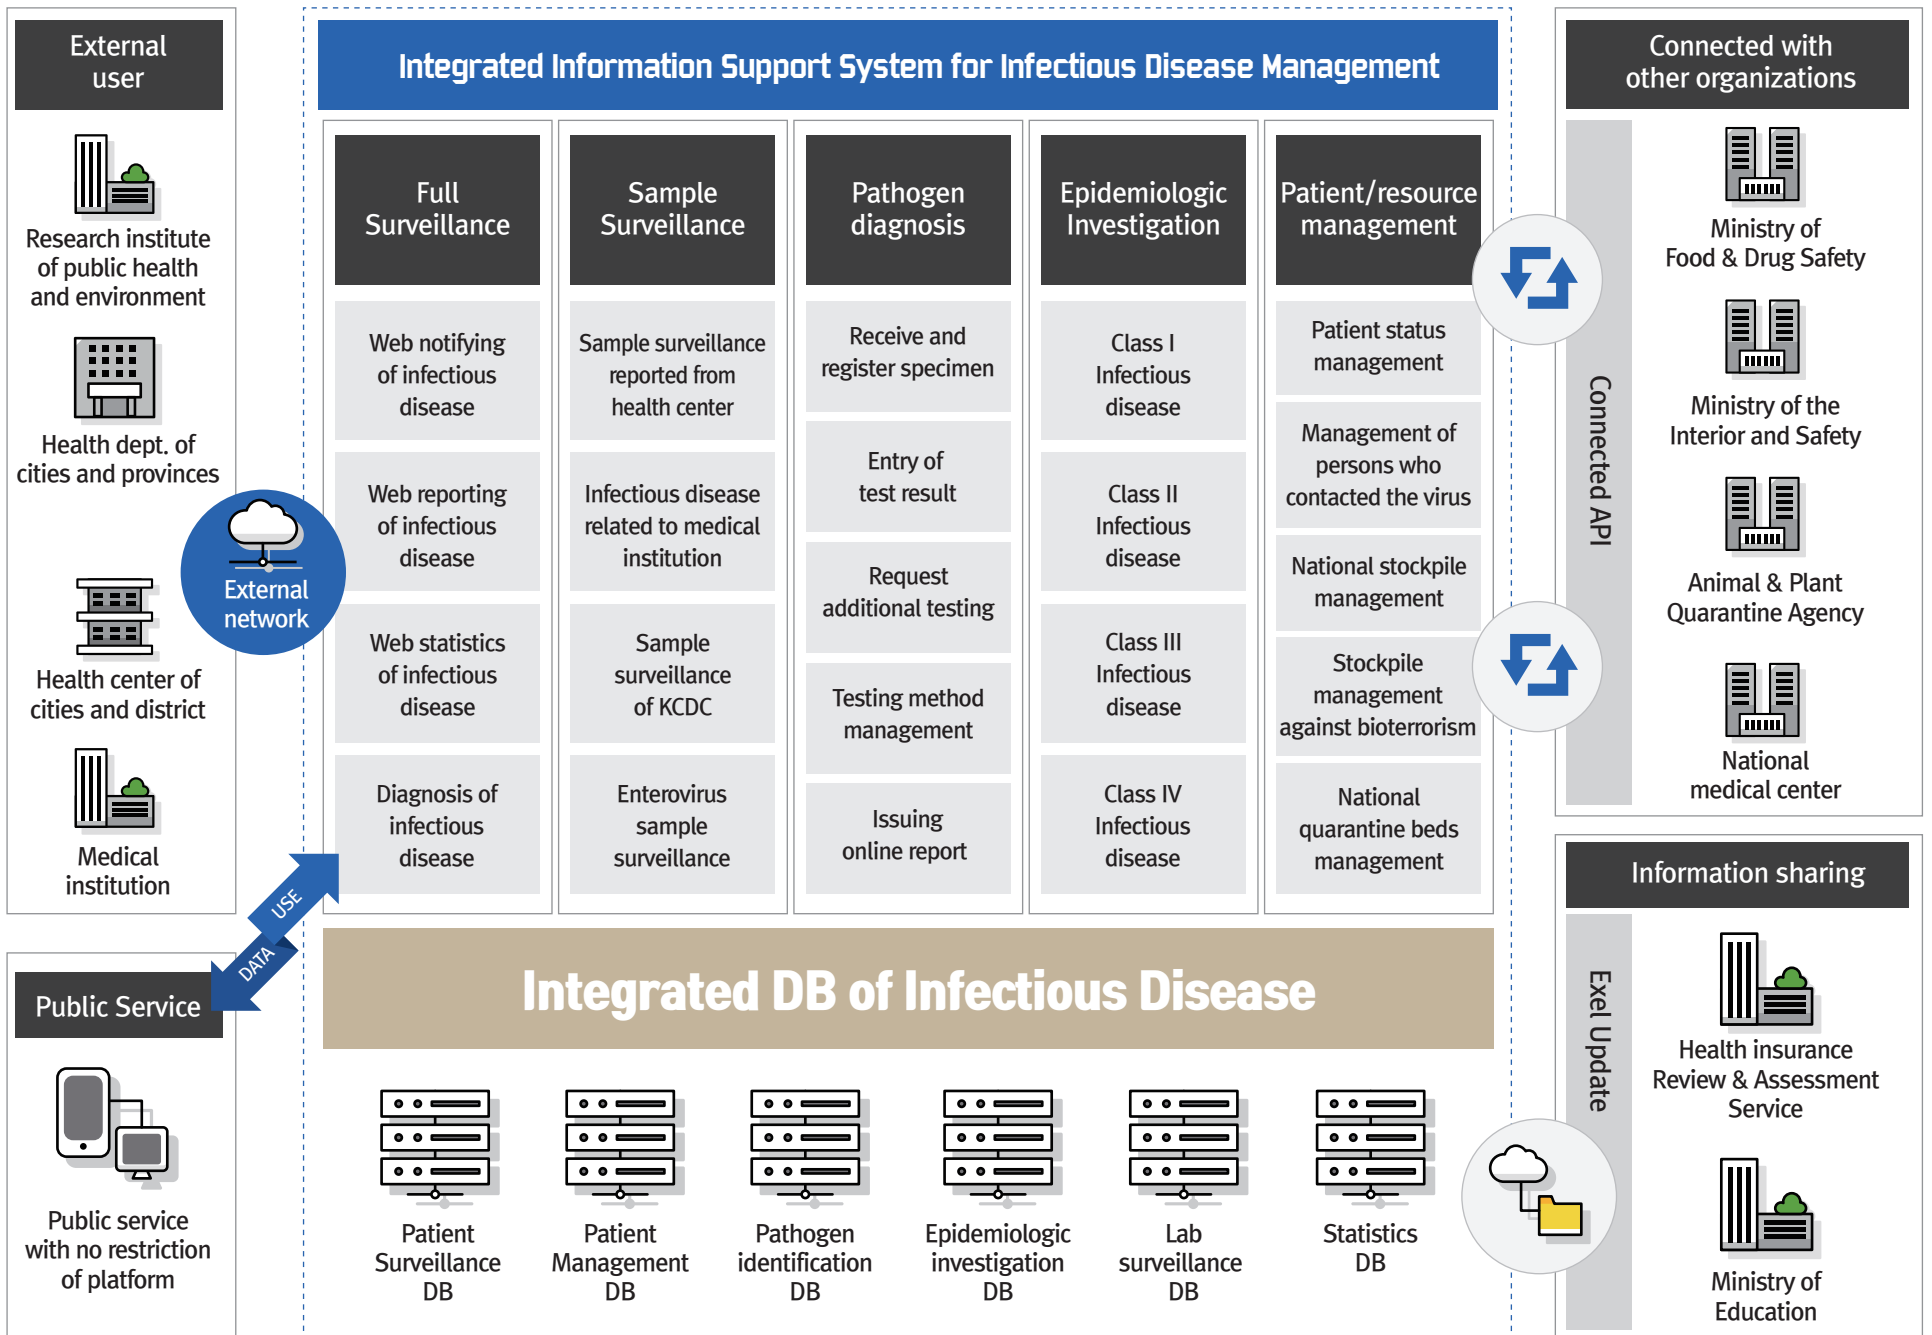 External
user
Research institute
of public health
and environment
Health dept. of
cities and provinces
External
network
Health center of
cities and district
Medical
institution
USE
DATA
Public Service
Public service
with no restriction
of platform
Integrated Information Support System for Infectious Disease Management
Full
Surveillance
Web notifying
of infectious
disease
Web reporting
of infectious
disease
Web statistics
of infectious
disease
Diagnosis of
infectious
disease
Sample
Surveillance
Sample surveillance
reported from
health center
Infectious disease
related to medical
institution
Sample
surveillance
of KCDC
Enterovirus
sample
surveillance
Pathogen
diagnosis
Receive and
register specimen
Entry of
test result
Request
additional testing
Testing method
management
Issuing
online report
Epidemiologic
Investigation
Class I
Infectious
disease
Class II
Infectious
disease
Class III
Infectious
disease
Class IV
Infectious
disease
Patient/resource
management
Patient status
management
Management of
persons who
contacted the virus
National stockpile
management
Stockpile
management
against bioterrorism
National
quarantine beds
management
Integrated DB of Infectious Disease
Patient
Surveillance
DB
Patient
Management
DB
Pathogen
identification
DB
Epidemiologic
investigation
DB
Lab
surveillance
DB
Statistics
DB
Connected with
other organizations
Connected API
Ministry of
Food & Drug Safety
Ministry of the
Interior and Safety
Animal & Plant
Quarantine Agency
National
medical center
Information sharing
Exel Update
Health insurance
Review & Assessment
Service
Ministry of
Education